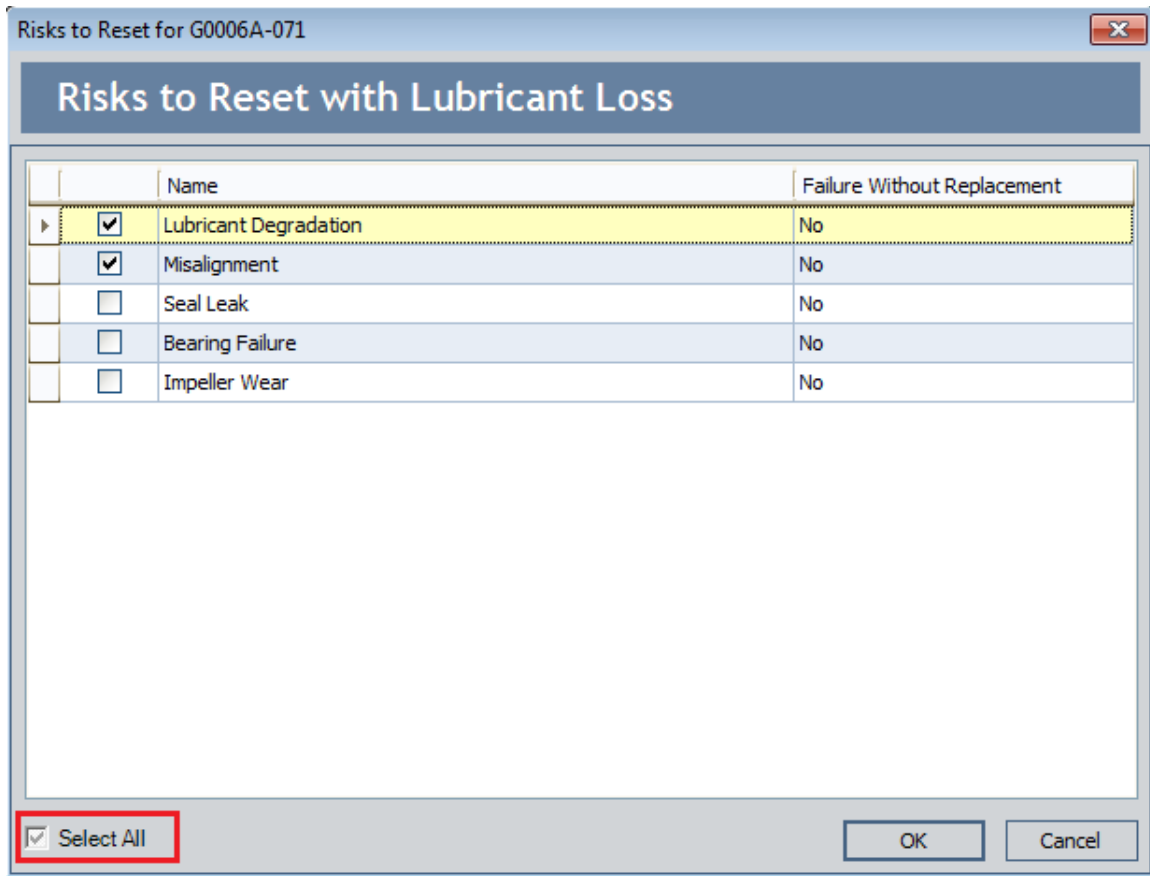 Risks to Reset for G0006A-071
Risks to Reset with Lubricant Loss
Name Failure Without Replacement
Lubricant Degradation No
Misalignment No
Seal Leak No
Bearing Failure No
Impeller Wear No
Select All OK Cancel